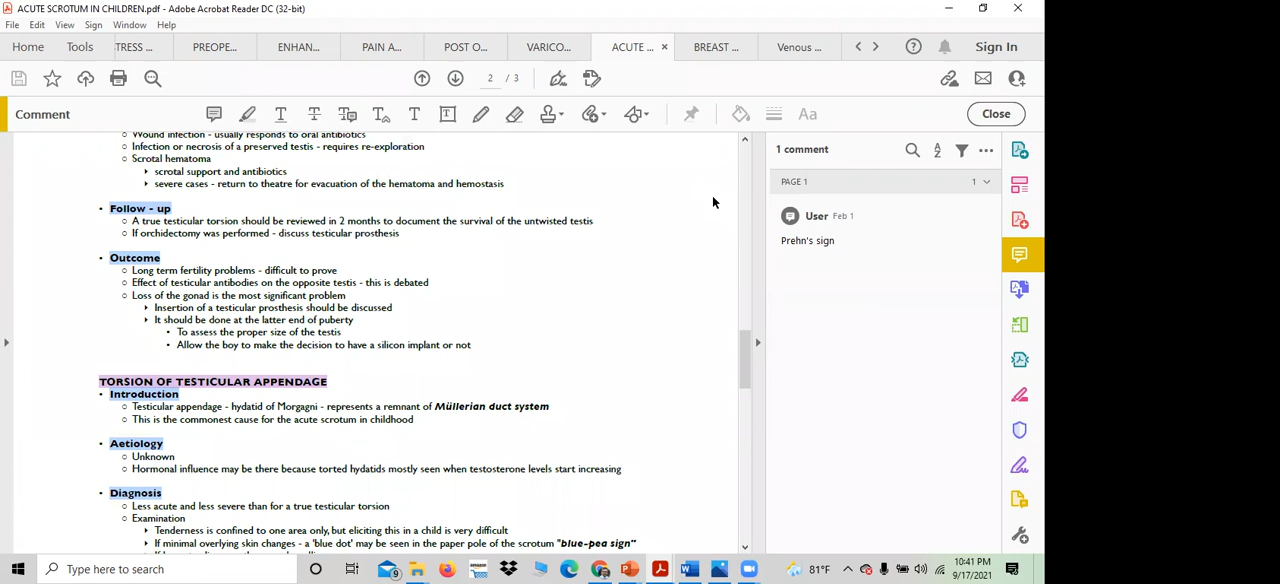 ACUTE SCROTUM IN CHILDREN.pdf - Adobe Acrobat Reader DC (32-bit)
File Edit View Sign Window Help
Home Tools TRESS ... PREOPE... ENHAN... PAIN A... POST O... VARICO... ACUTE ... × BREAST ... Venous ... Sign In
2 / 3
Comment Close
Wound infection - usually responds to oral antibiotics
Infection or necrosis of a preserved testis - requires re-exploration
Scrotal hematoma
scrotal support and antibiotics
severe cases - return to theatre for evacuation of the hematoma and hemostasis
Follow - up
A true testicular torsion should be reviewed in 2 months to document the survival of the untwisted testis
If orchidectomy was performed - discuss testicular prosthesis
Outcome
Long term fertility problems - difficult to prove
Effect of testicular antibodies on the opposite testis - this is debated
Loss of the gonad is the most significant problem
Insertion of a testicular prosthesis should be discussed
It should be done at the latter end of puberty
To assess the proper size of the testis
Allow the boy to make the decision to have a silicon implant or not
TORSION OF TESTICULAR APPENDAGE
Introduction
Testicular appendage - hydatid of Morgagni - represents a remnant of Müllerian duct system
This is the commonest cause for the acute scrotum in childhood
Aetiology
Unknown
Hormonal influence may be there because torted hydatids mostly seen when testosterone levels start increasing
Diagnosis
Less acute and less severe than for a true testicular torsion
Examination
Tenderness is confined to one area only, but eliciting this in a child is very difficult
If minimal overlying skin changes - a 'blue dot' may be seen in the paper pole of the scrotum "blue-pea sign"
1 comment
PAGE 1 1
User Feb 1
Prehn's sign
Type here to search
81°F
10:41 PM
9/17/2021